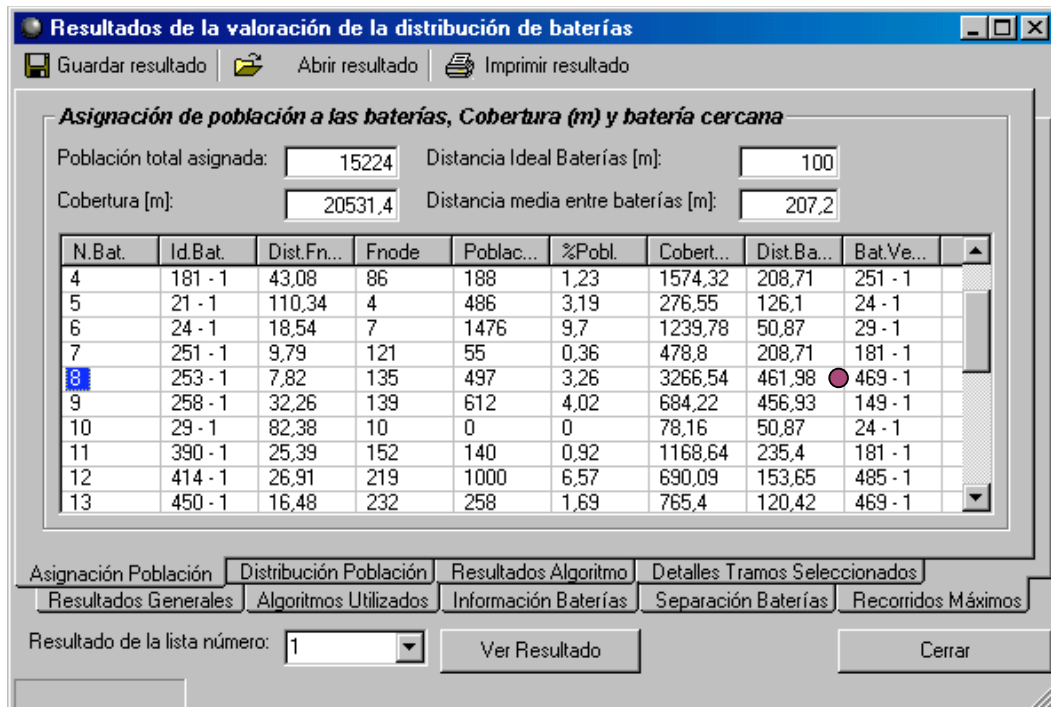 Resultados de la valoración de la distribución de baterías
Guardar resultado Abrir resultado Imprimir resultado
Asignación de población a las baterías, Cobertura (m) y batería cercana
Población total asignada: 15224 Distancia Ideal Baterías [m]: 100
Cobertura [m]: 20531,4 Distancia media entre baterías [m]: 207,2
N.Bat. Id.Bat. Dist.Fn... Fnode Poblac... %Pobl. Cobert... Dist.Ba... Bat.Ve...
4 181 - 1 43,08 86 188 1,23 1574,32 208,71 251 - 1
5 21 - 1 110,34 4 486 3,19 276,55 126,1 24 - 1
6 24 - 1 18,54 7 1476 9,7 1239,78 50,87 29 - 1
7 251 - 1 9,79 121 55 0,36 478,8 208,71 181 - 1
8 253 - 1 7,82 135 497 3,26 3266,54 461,98 469 - 1
9 258 - 1 32,26 139 612 4,02 684,22 456,93 149 - 1
10 29 - 1 82,38 10 0 0 78,16 50,87 24 - 1
11 390 - 1 25,39 152 140 0,92 1168,64 235,4 181 - 1
12 414 - 1 26,91 219 1000 6,57 690,09 153,65 485 - 1
13 450 - 1 16,48 232 258 1,69 765,4 120,42 469 - 1
Asignación Población Distribución Población Resultados Algoritmo Detalles Tramos Seleccionados
Resultados Generales Algoritmos Utilizados Información Baterías Separación Baterías Recorridos Máximos
Resultado de la lista número: 1 Ver Resultado Cerrar